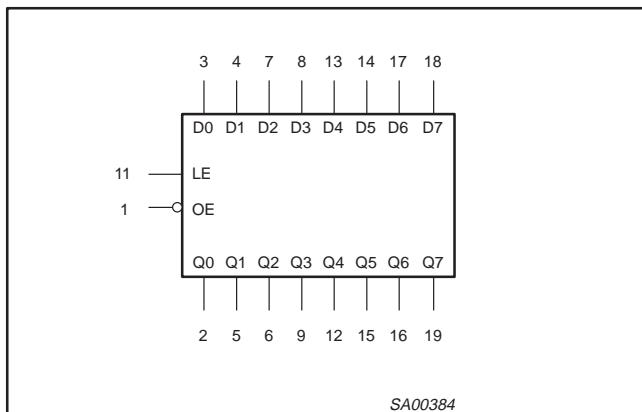 3 4 7 8 13 14 17 18
D0 D1 D2 D3 D4 D5 D6 D7
11 LE
1 OE
Q0 Q1 Q2 Q3 Q4 Q5 Q6 Q7
2 5 6 9 12 15 16 19
SA00384